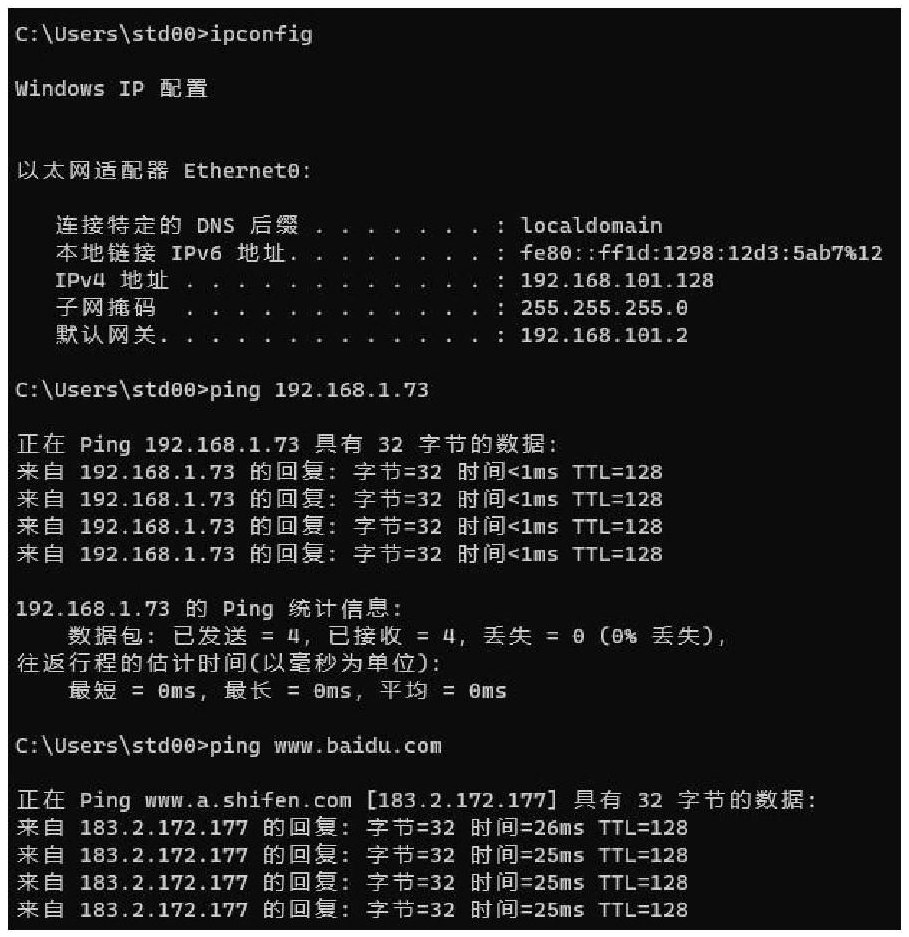 C:\Users\std00>ipconfig
Windows IP 配置
以太网适配器 Ethernet0:
连接特定的 DNS 后缀 . . . . . . . : localdomain
本地链接 IPv6 地址. . . . . . . . : fe80::ff1d:1298:12d3:5ab7%12
IPv4 地址 . . . . . . . . . . . . : 192.168.101.128
子网掩码  . . . . . . . . . . . . : 255.255.255.0
默认网关. . . . . . . . . . . . . : 192.168.101.2
C:\Users\std00>ping 192.168.1.73
正在 Ping 192.168.1.73 具有 32 字节的数据:
来自 192.168.1.73 的回复: 字节=32 时间<1ms TTL=128
来自 192.168.1.73 的回复: 字节=32 时间<1ms TTL=128
来自 192.168.1.73 的回复: 字节=32 时间<1ms TTL=128
来自 192.168.1.73 的回复: 字节=32 时间<1ms TTL=128
192.168.1.73 的 Ping 统计信息:
数据包: 已发送 = 4, 已接收 = 4, 丢失 = 0 (0% 丢失),
往返行程的估计时间(以毫秒为单位):
最短 = 0ms, 最长 = 0ms, 平均 = 0ms
C:\Users\std00>ping www.baidu.com
正在 Ping www.a.shifen.com [183.2.172.177] 具有 32 字节的数据:
来自 183.2.172.177 的回复: 字节=32 时间=26ms TTL=128
来自 183.2.172.177 的回复: 字节=32 时间=25ms TTL=128
来自 183.2.172.177 的回复: 字节=32 时间=25ms TTL=128
来自 183.2.172.177 的回复: 字节=32 时间=25ms TTL=128